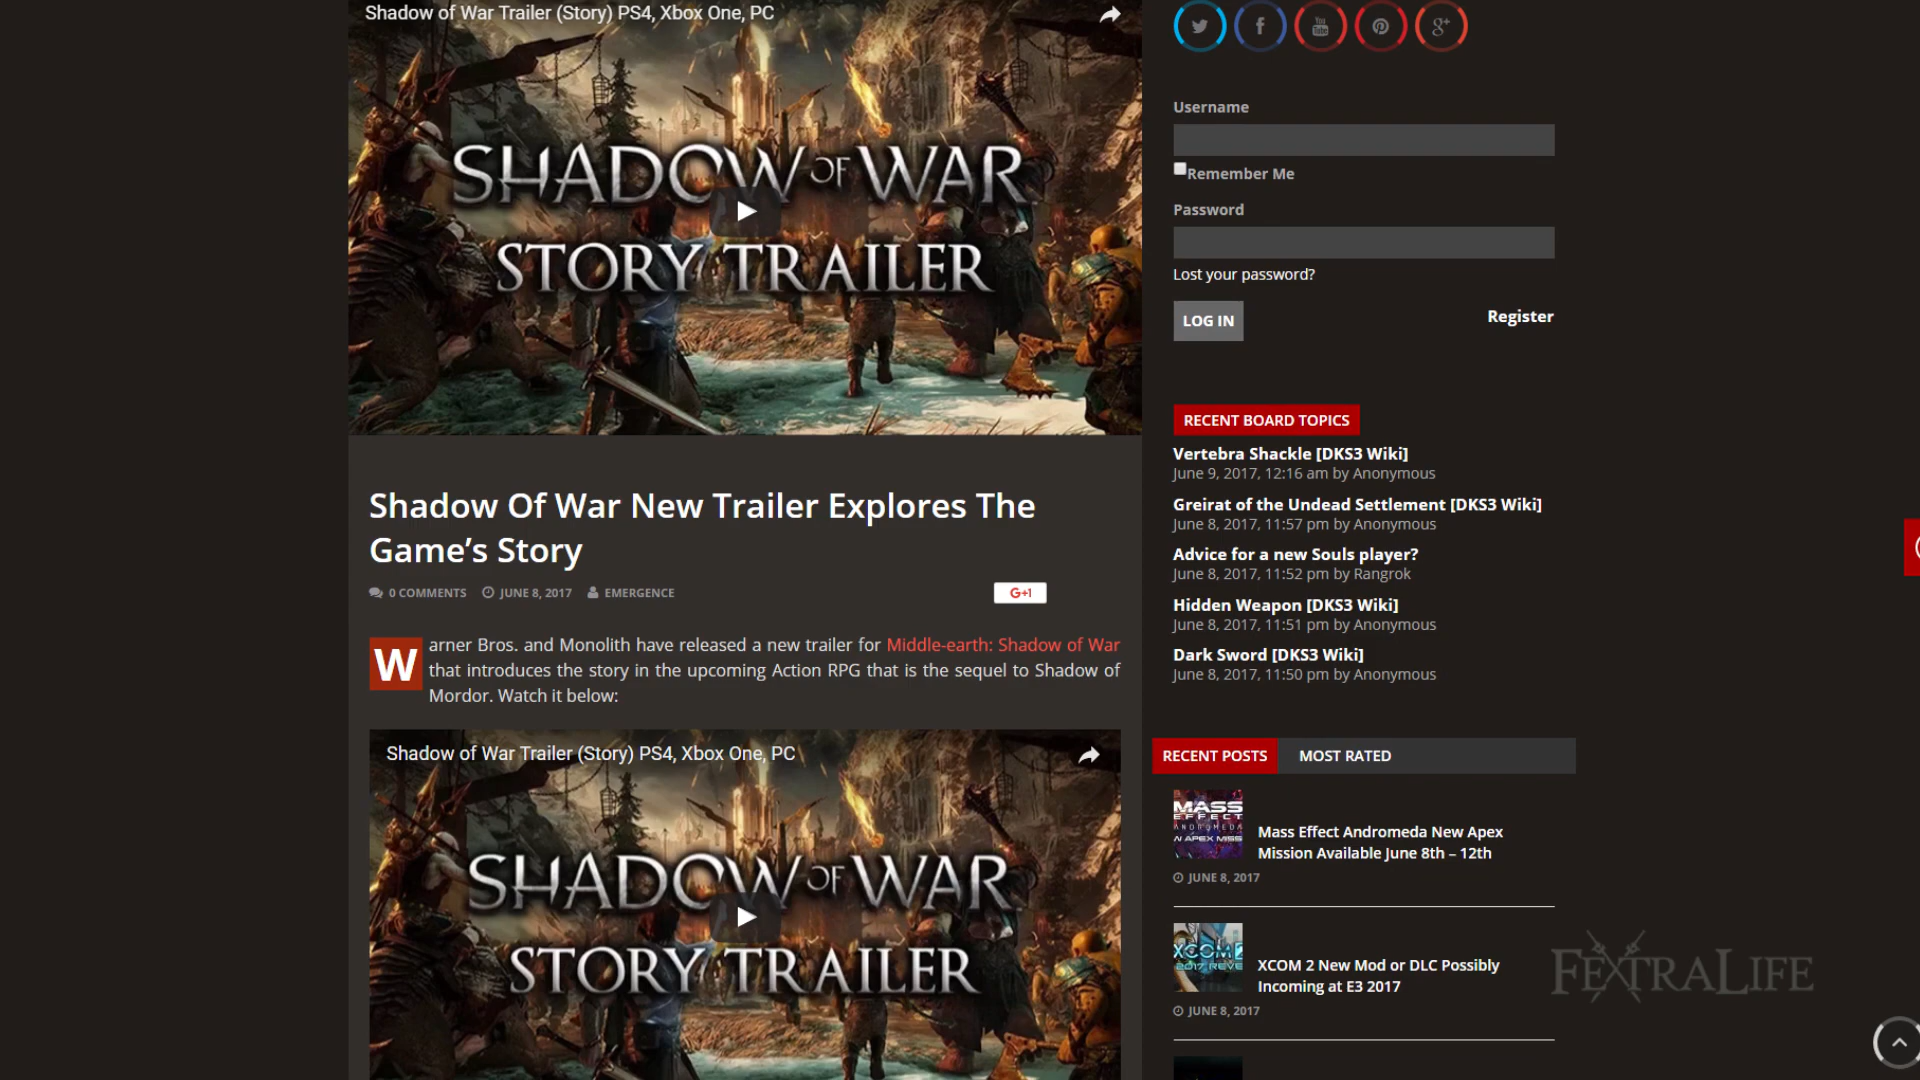 Shadow of War Trailer (Story) PS4, Xbox One, PC
SHADOW OF WAR
STORY TRAILER
Shadow Of War New Trailer Explores The
Game's Story
0 COMMENTS JUNE 8, 2017 EMERGENCE
G+1
Warner Bros. and Monolith have released a new trailer for Middle-earth: Shadow of War
that introduces the story in the upcoming Action RPG that is the sequel to Shadow of
Mordor. Watch it below:
Shadow of War Trailer (Story) PS4, Xbox One, PC
SHADOW OF WAR
STORY TRAILER
You Tube
g+
Username
Remember Me
Password
Lost your password?
LOG IN
Register
RECENT BOARD TOPICS
Vertebra Shackle [DKS3 Wiki]
June 9, 2017, 12:16 am by Anonymous
Greirat of the Undead Settlement [DKS3 Wiki]
June 8, 2017, 11:57 pm by Anonymous
Advice for a new Souls player?
June 8, 2017, 11:52 pm by Rangrok
Hidden Weapon [DKS3 Wiki]
June 8, 2017, 11:51 pm by Anonymous
Dark Sword [DKS3 Wiki]
June 8, 2017, 11:50 pm by Anonymous
RECENT POSTS MOST RATED
MASS
EFFECT
ANDROMEDA
W APEX MISS
Mass Effect Andromeda New Apex
Mission Available June 8th – 12th
JUNE 8, 2017
XCOM 2
2017 REVE
XCOM 2 New Mod or DLC Possibly
Incoming at E3 2017
JUNE 8, 2017
FEXTRALIFE